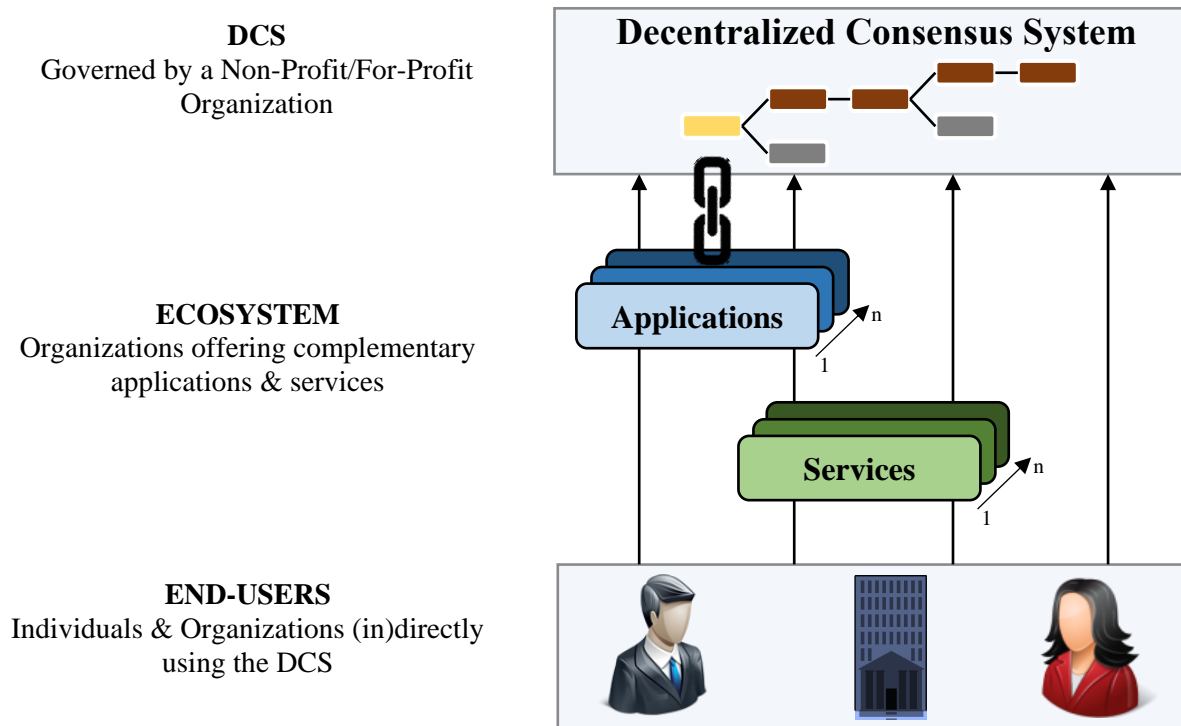 DCS
Governed by a Non-Profit/For-Profit
Organization
Decentralized Consensus System
ECOSYSTEM
Organizations offering complementary
applications & services
Applications
n
1
Services
n
1
END-USERS
Individuals & Organizations (in)directly
using the DCS